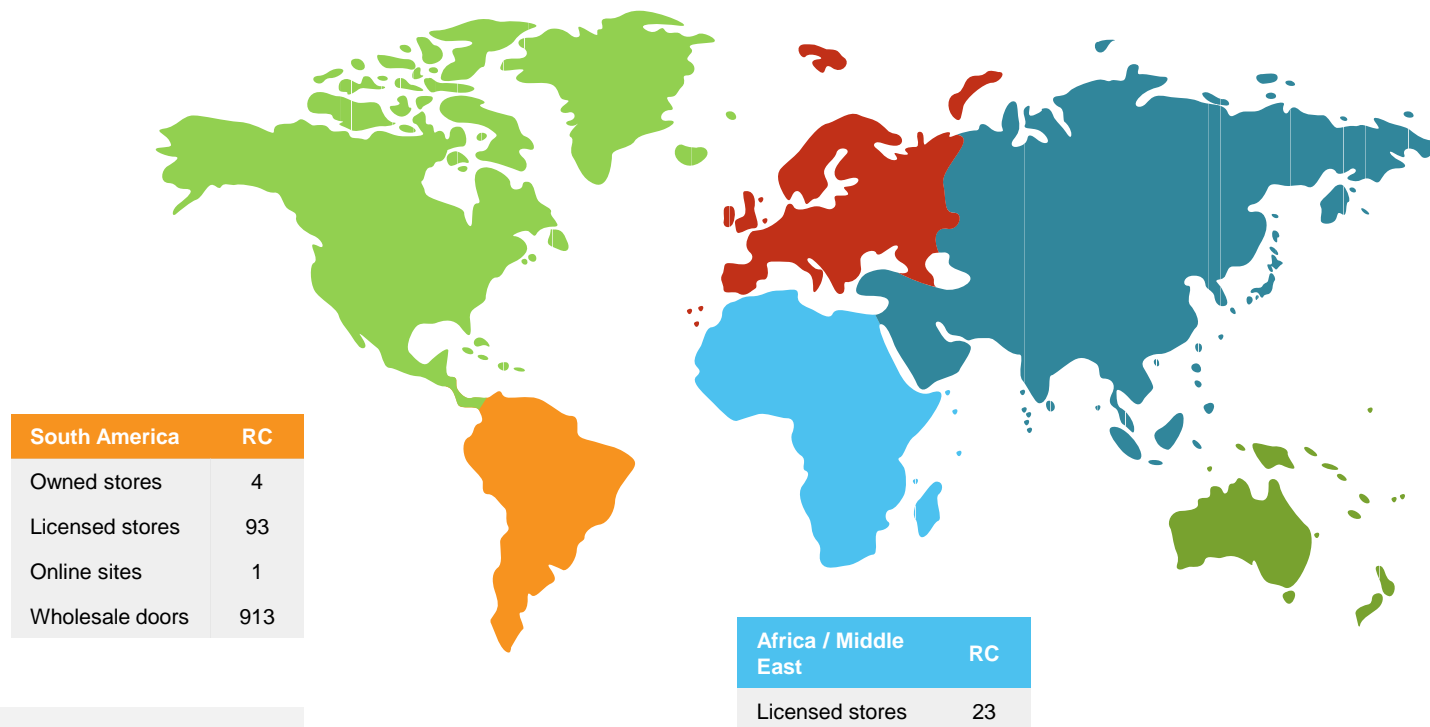 South America RC
Owned stores 4
Licensed stores 93
Online sites 1
Wholesale doors 913
Africa / Middle
East RC
Licensed stores 23